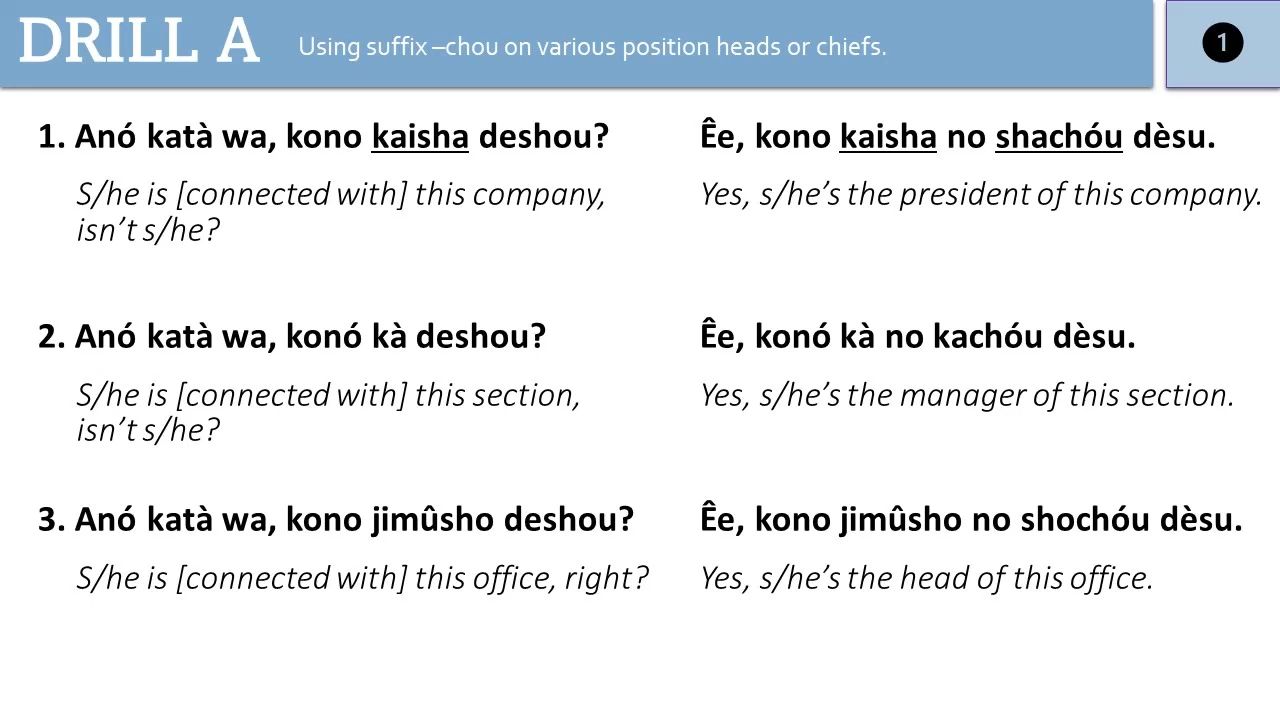 DRILL A
Using suffix –chou on various position heads or chiefs.
1
1. Anó katà wa, kono kaisha deshou?
Êe, kono kaisha no shachóu dèsu.
S/he is [connected with] this company,
isn’t s/he?
Yes, s/he’s the president of this company.
2. Anó katà wa, konó kà deshou?
Êe, konó kà no kachóu dèsu.
S/he is [connected with] this section,
isn’t s/he?
Yes, s/he’s the manager of this section.
3. Anó katà wa, kono jimûsho deshou?
Êe, kono jimûsho no shochóu dèsu.
S/he is [connected with] this office, right?
Yes, s/he’s the head of this office.